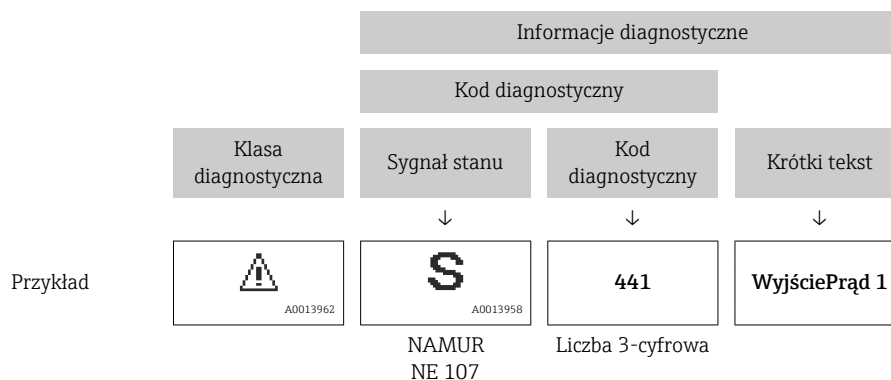 Informacje diagnostyczne
Kod diagnostyczny
Klasa
diagnostyczna
Sygnał stanu
Kod
diagnostyczny
Krótki tekst
↓ ↓ ↓
Przykład
A0013962
S
A0013958
441
WyjściePrąd 1
NAMUR
NE 107
Liczba 3-cyfrowa